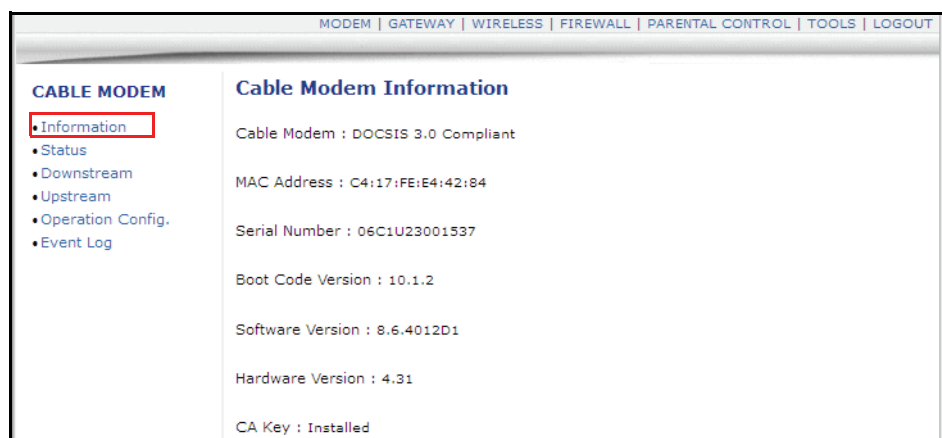 MODEM | GATEWAY | WIRELESS | FIREWALL | PARENTAL CONTROL | TOOLS | LOGOUT
CABLE MODEM
•Information
•Status
•Downstream
•Upstream
•Operation Config.
•Event Log
Cable Modem Information
Cable Modem : DOCSIS 3.0 Compliant
MAC Address : C4:17:FE:E4:42:84
Serial Number : 06C1U23001537
Boot Code Version : 10.1.2
Software Version : 8.6.4012D1
Hardware Version : 4.31
CA Key : Installed